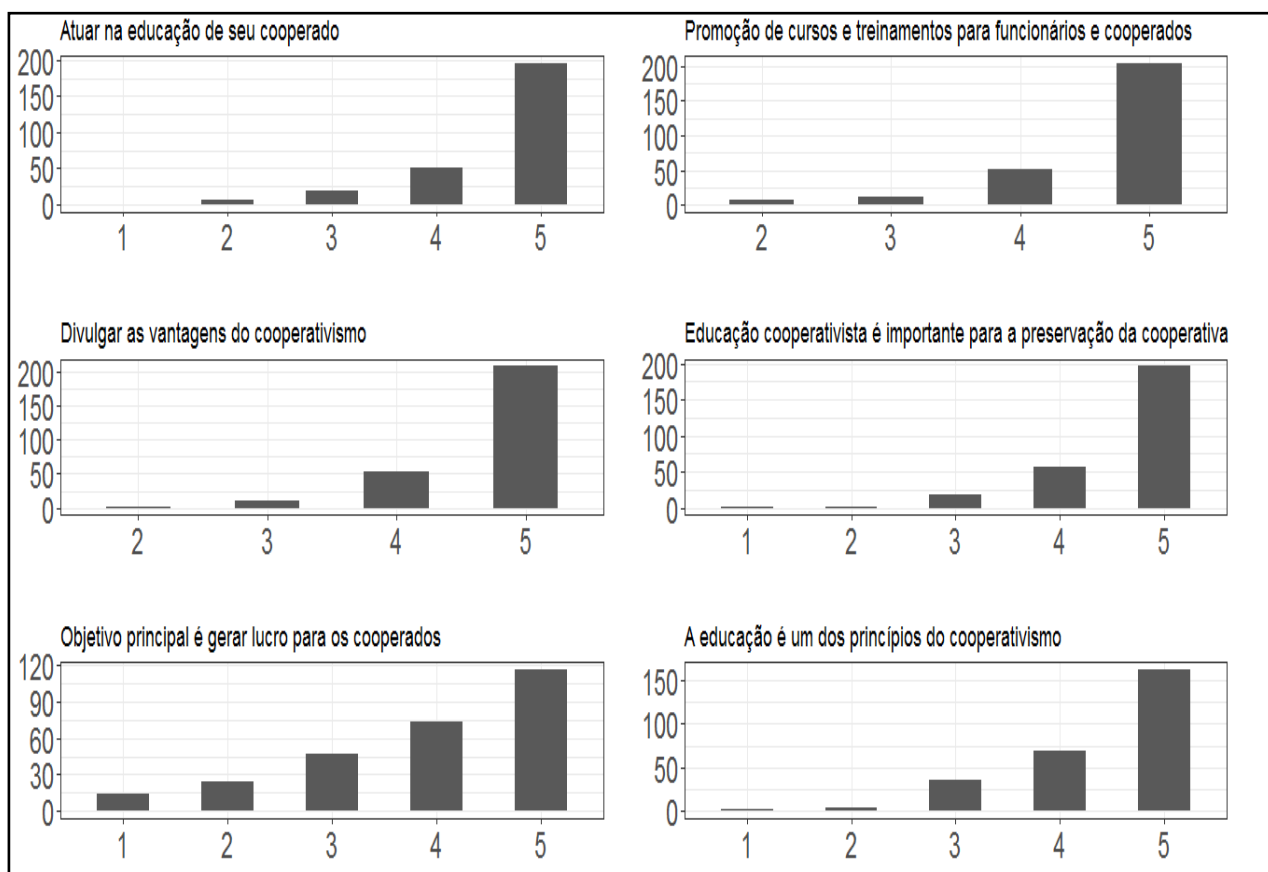 Atuar na educação de seu cooperado
200
150
100
50
0
1 2 3 4 5
Promoção de cursos e treinamentos para funcionários e cooperados
200
150
100
50
0
2 3 4 5
Divulgar as vantagens do cooperativismo
200
150
100
50
0
2 3 4 5
Educação cooperativista é importante para a preservação da cooperativa
200
150
100
50
0
1 2 3 4 5
Objetivo principal é gerar lucro para os cooperados
120
90
60
30
0
1 2 3 4 5
A educação é um dos princípios do cooperativismo
150
100
50
0
1 2 3 4 5